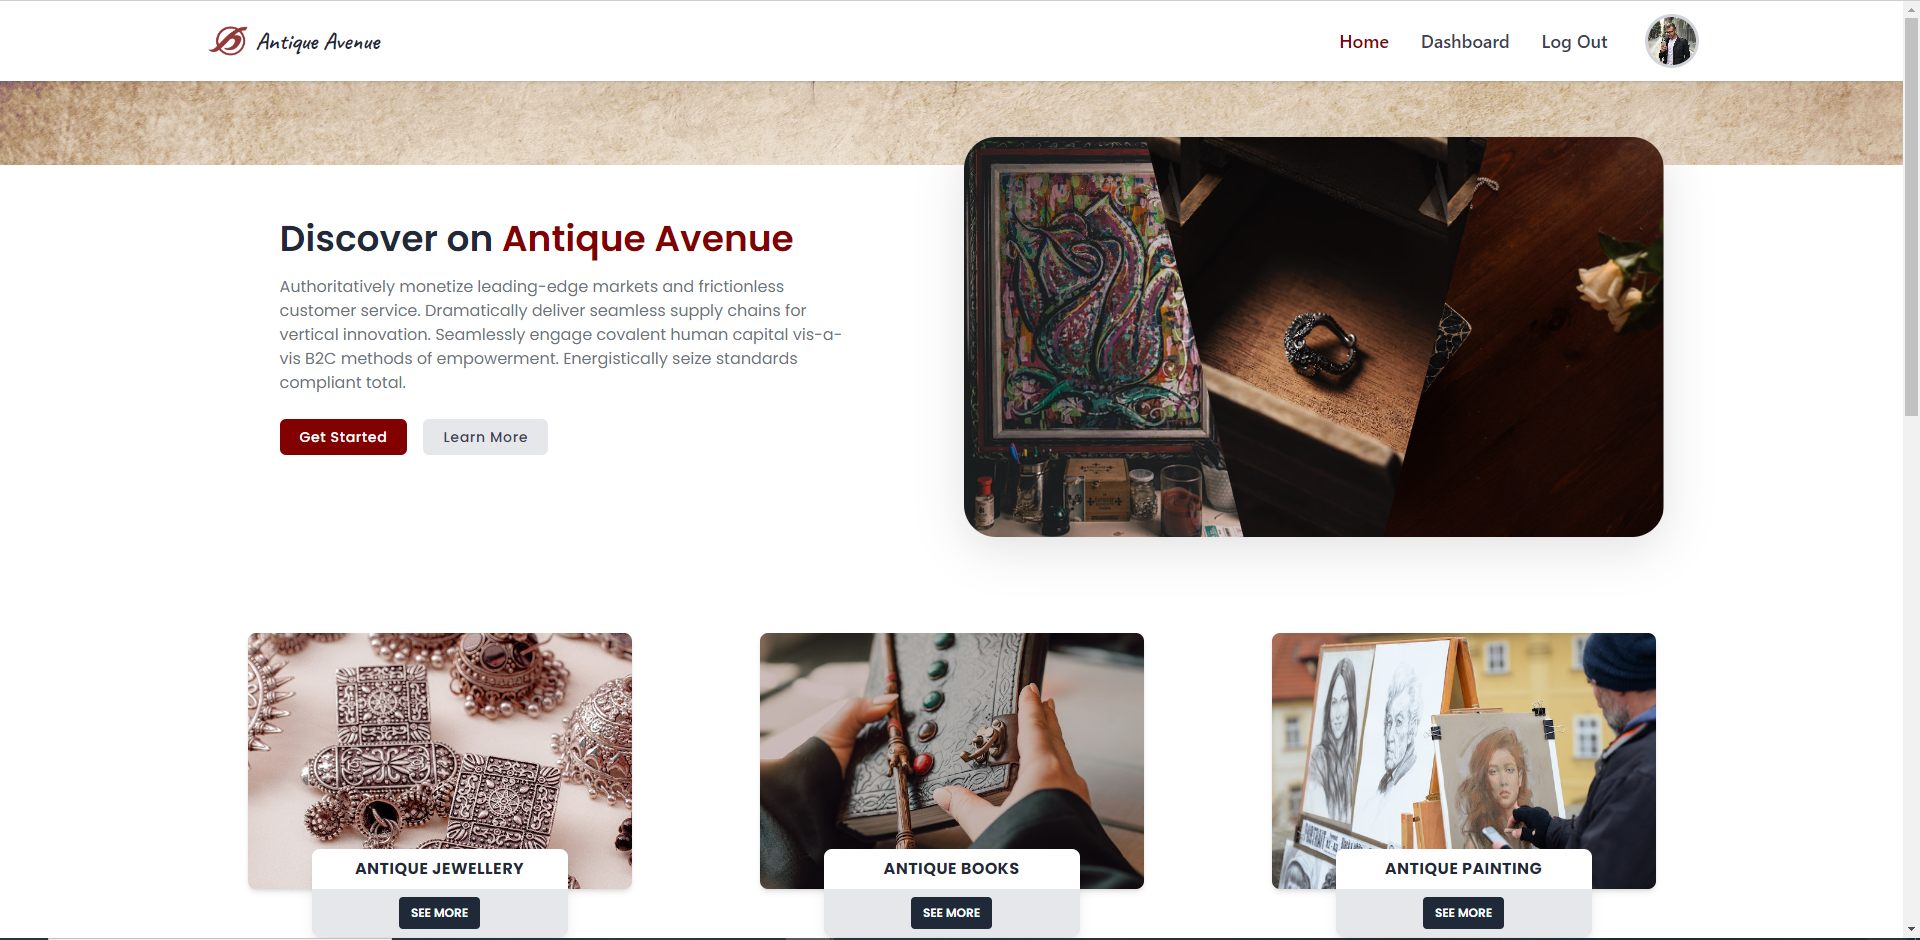 Antique Avenue
Home
Dashboard
Log Out
Discover on Antique Avenue
Authoritatively monetize leading-edge markets and frictionless
customer service. Dramatically deliver seamless supply chains for
vertical innovation. Seamlessly engage covalent human capital vis-a-
vis B2C methods of empowerment. Energistically seize standards
compliant total.
Get Started
Learn More
ANTIQUE JEWELLERY
SEE MORE
ANTIQUE BOOKS
SEE MORE
ANTIQUE PAINTING
SEE MORE